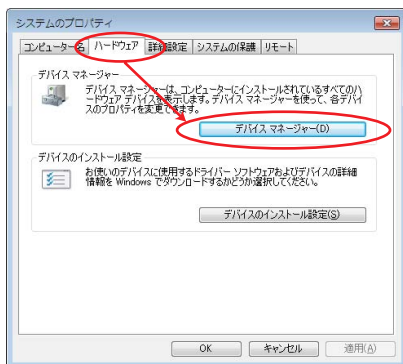 システムのプロパティ
コンピューター名 ハードウェア 詳細設定 システムの保護 リモート
デバイス マネージャー
デバイス マネージャーは、コンピューターにインストールされているすべてのハ
ードウェア デバイスを表示します。デバイス マネージャーを使って、各デバイ
スのプロパティを変更できます。
デバイス マネージャー(D)
デバイスのインストール設定
お使いのデバイスに使用するドライバー ソフトウェアおよびデバイスの詳細
情報を Windows でダウンロードするかどうか選択してください。
デバイスのインストール設定(S)
OK キャンセル 適用(A)